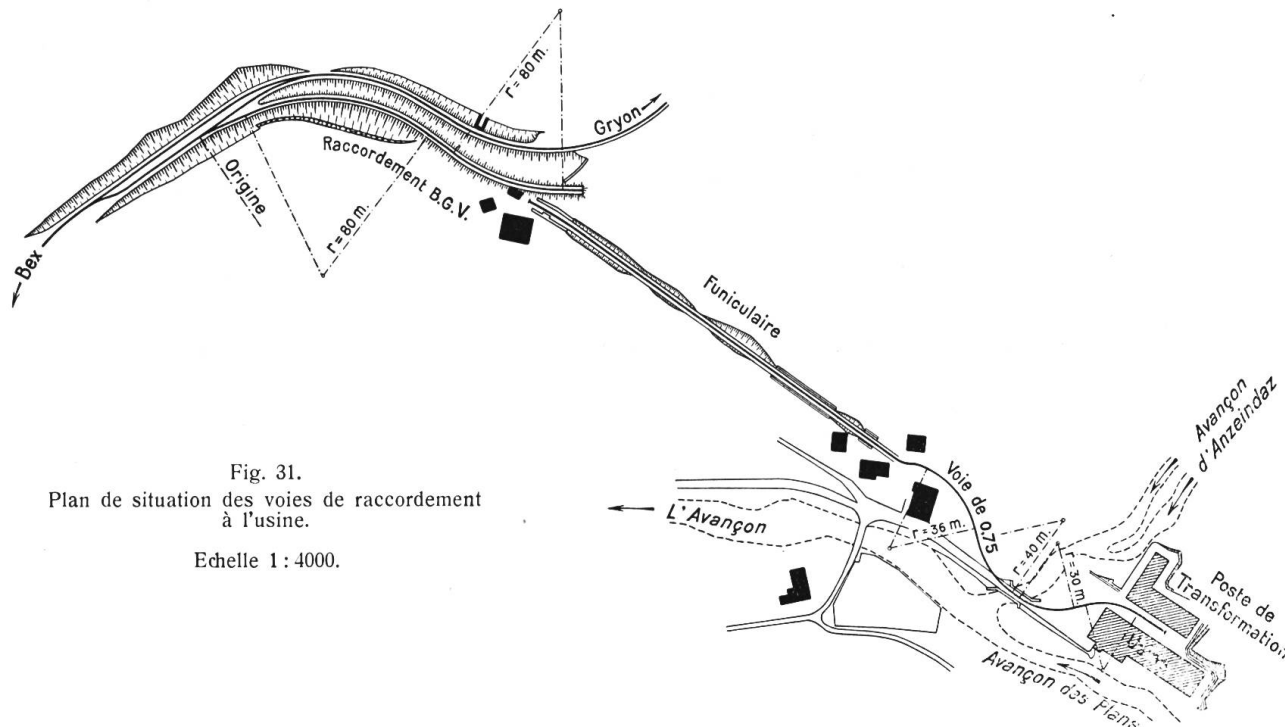 r = 80 m.
Gryon
Raccordement B.G.V.
Origine
r = 80 m.
Bex
Funiculaire
Avançon
d'Anzeindaz
Fig. 31.
Plan de situation des voies de raccordement
à l'usine.
Echelle 1 : 4000.
L'Avançon
Voie de 0.75
r = 36 m.
r = 40 m.
r = 30 m.
Poste de
Transformation
Avançon des Plans